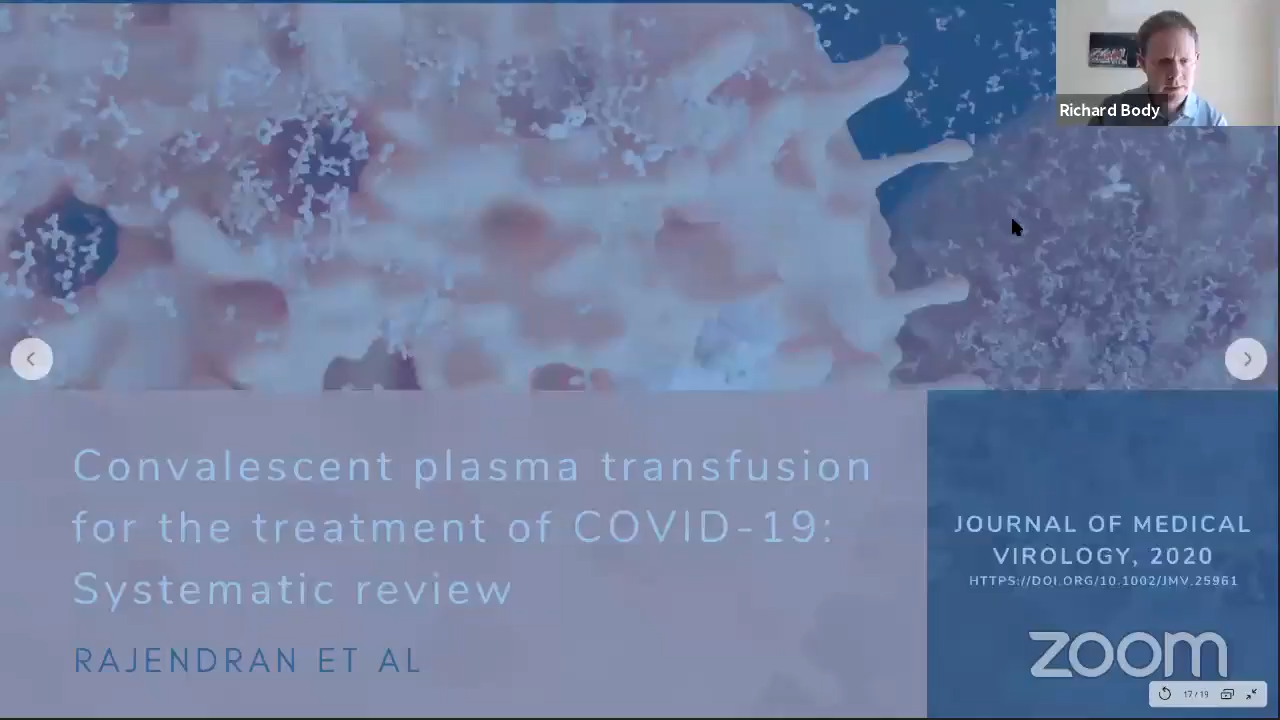 Richard Body
Convalescent plasma transfusion
for the treatment of COVID-19:
Systematic review
RAJENDRAN ET AL
JOURNAL OF MEDICAL
VIROLOGY, 2020
HTTPS://DOI.ORG/10.1002/JMV.25961
zoom
17/19